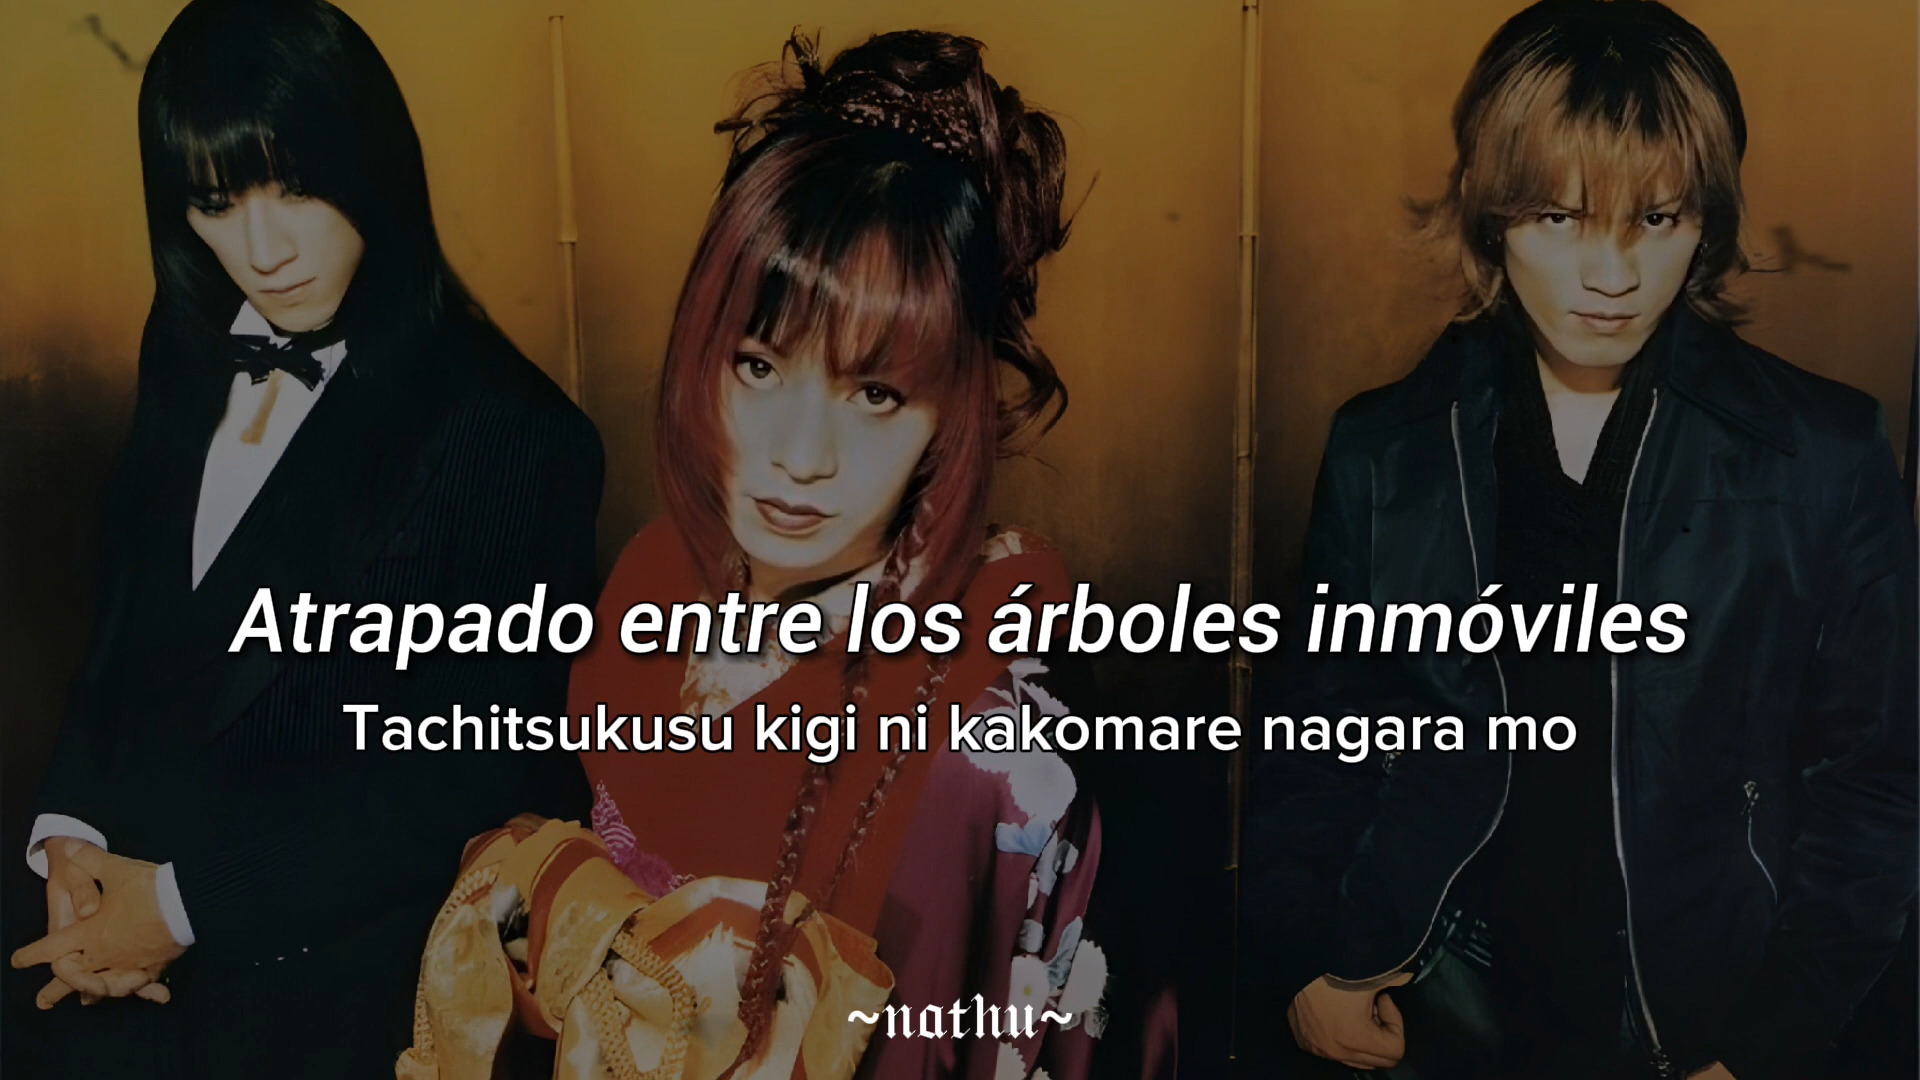 Atrapado entre los árboles inmóviles
Tachitsukusu kigi ni kakomare nagara mo
~nathu~